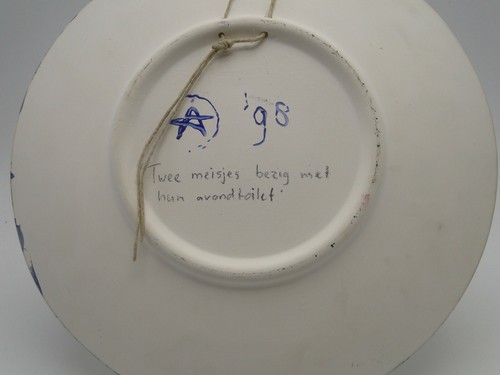 '98
Twee meisjes bezig met
hun avondtoilet